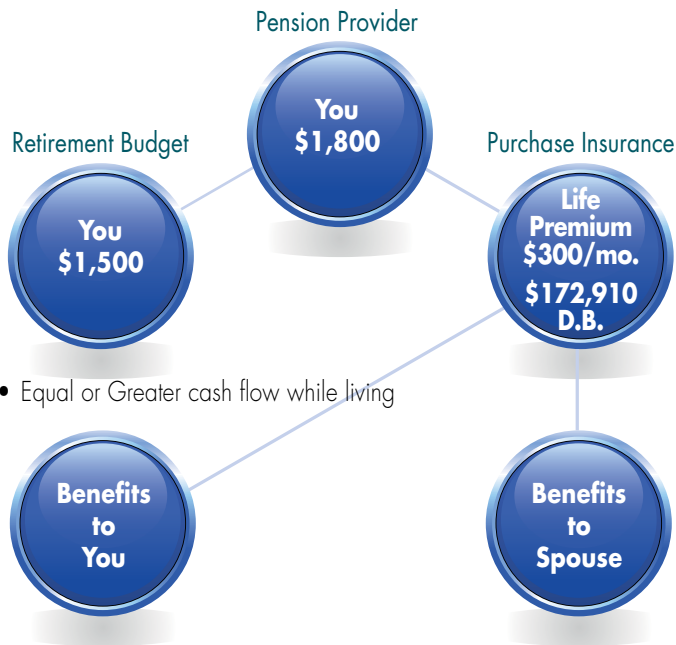 Pension Provider
You
$1,800
Retirement Budget
You
$1,500
Purchase Insurance
Life
Premium
$300/mo.
$172,910
D.B.
• Equal or Greater cash flow while living
Benefits
to
You
Benefits
to
Spouse